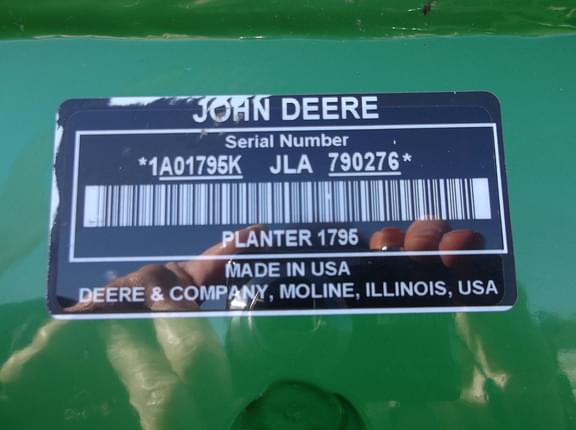 JOHN DEERE
Serial Number
*1A01795K JLA 790276*
PLANTER 1795
MADE IN USA
DEERE & COMPANY, MOLINE, ILLINOIS, USA